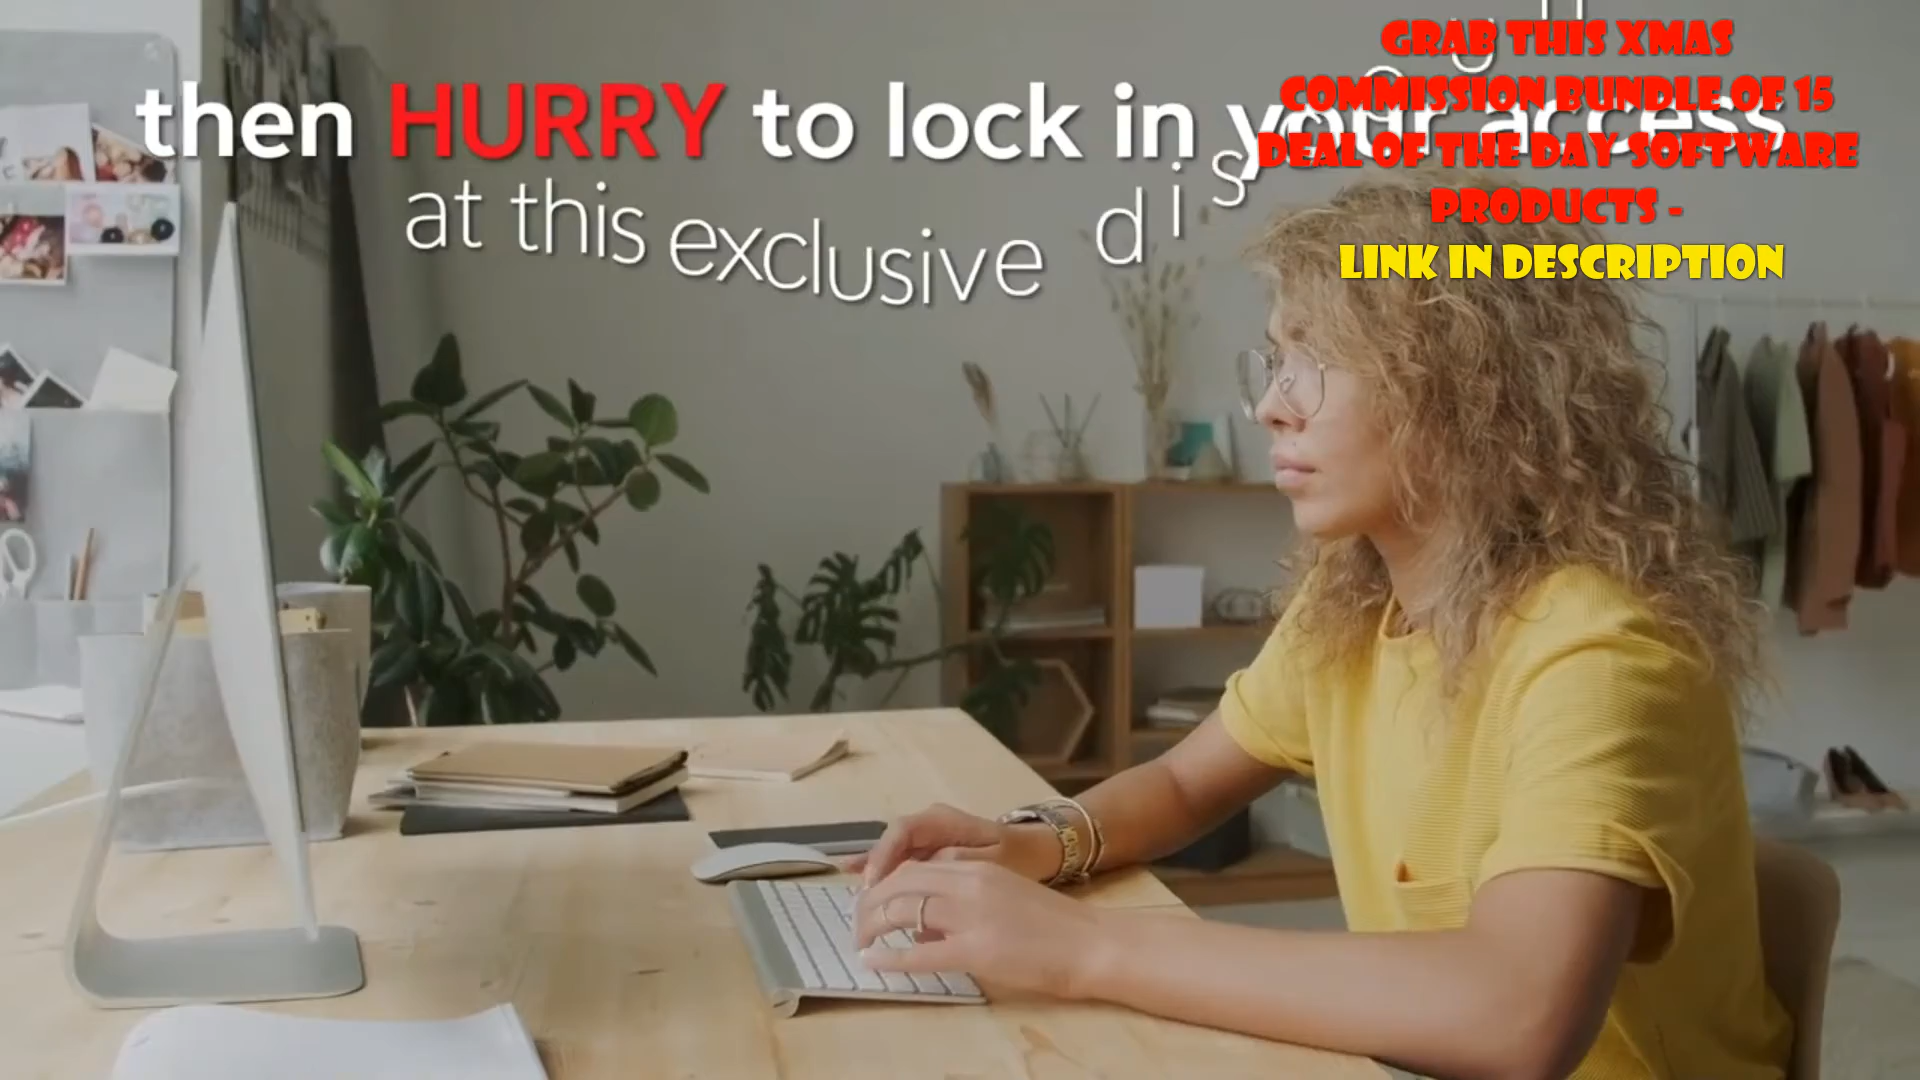 then HURRY to lock in your access
at this exclusive dis
GRAB THIS XMAS
COMMISSION BUNDLE OF 15
DEAL OF THE DAY SOFTWARE
PRODUCTS -
LINK IN DESCRIPTION